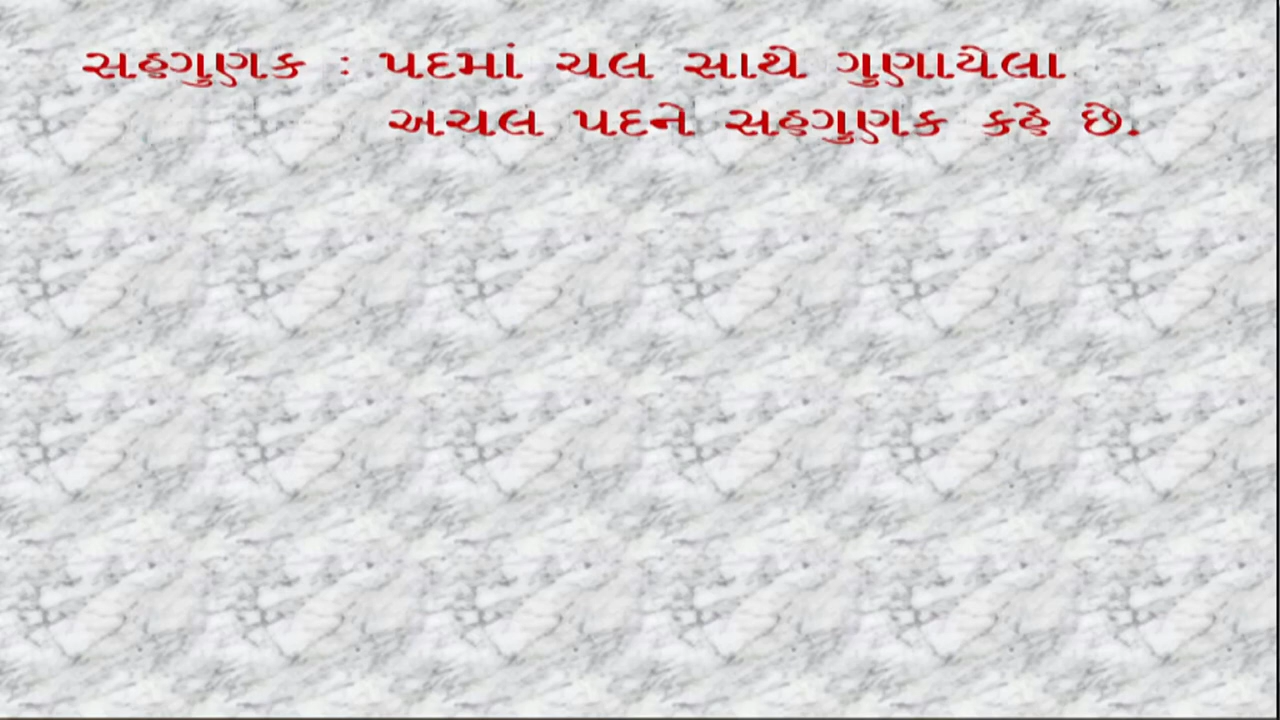 સહગુણક : પદમાં ચલ સાથે ગુણાયેલા
અચલ પદને સહગુણક કહે છે.